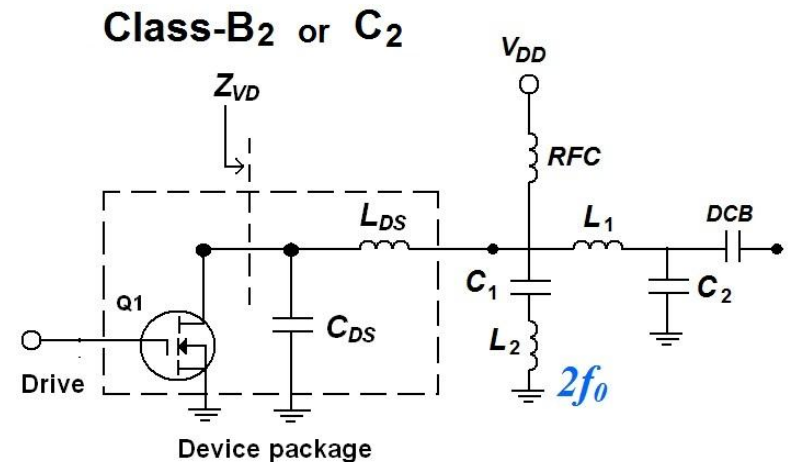 Class-B2 or C2
VDD
ZVD
RFC
LDS
L1
DCB
C1
C2
Q1
CDS
L2
2f0
Drive
Device package